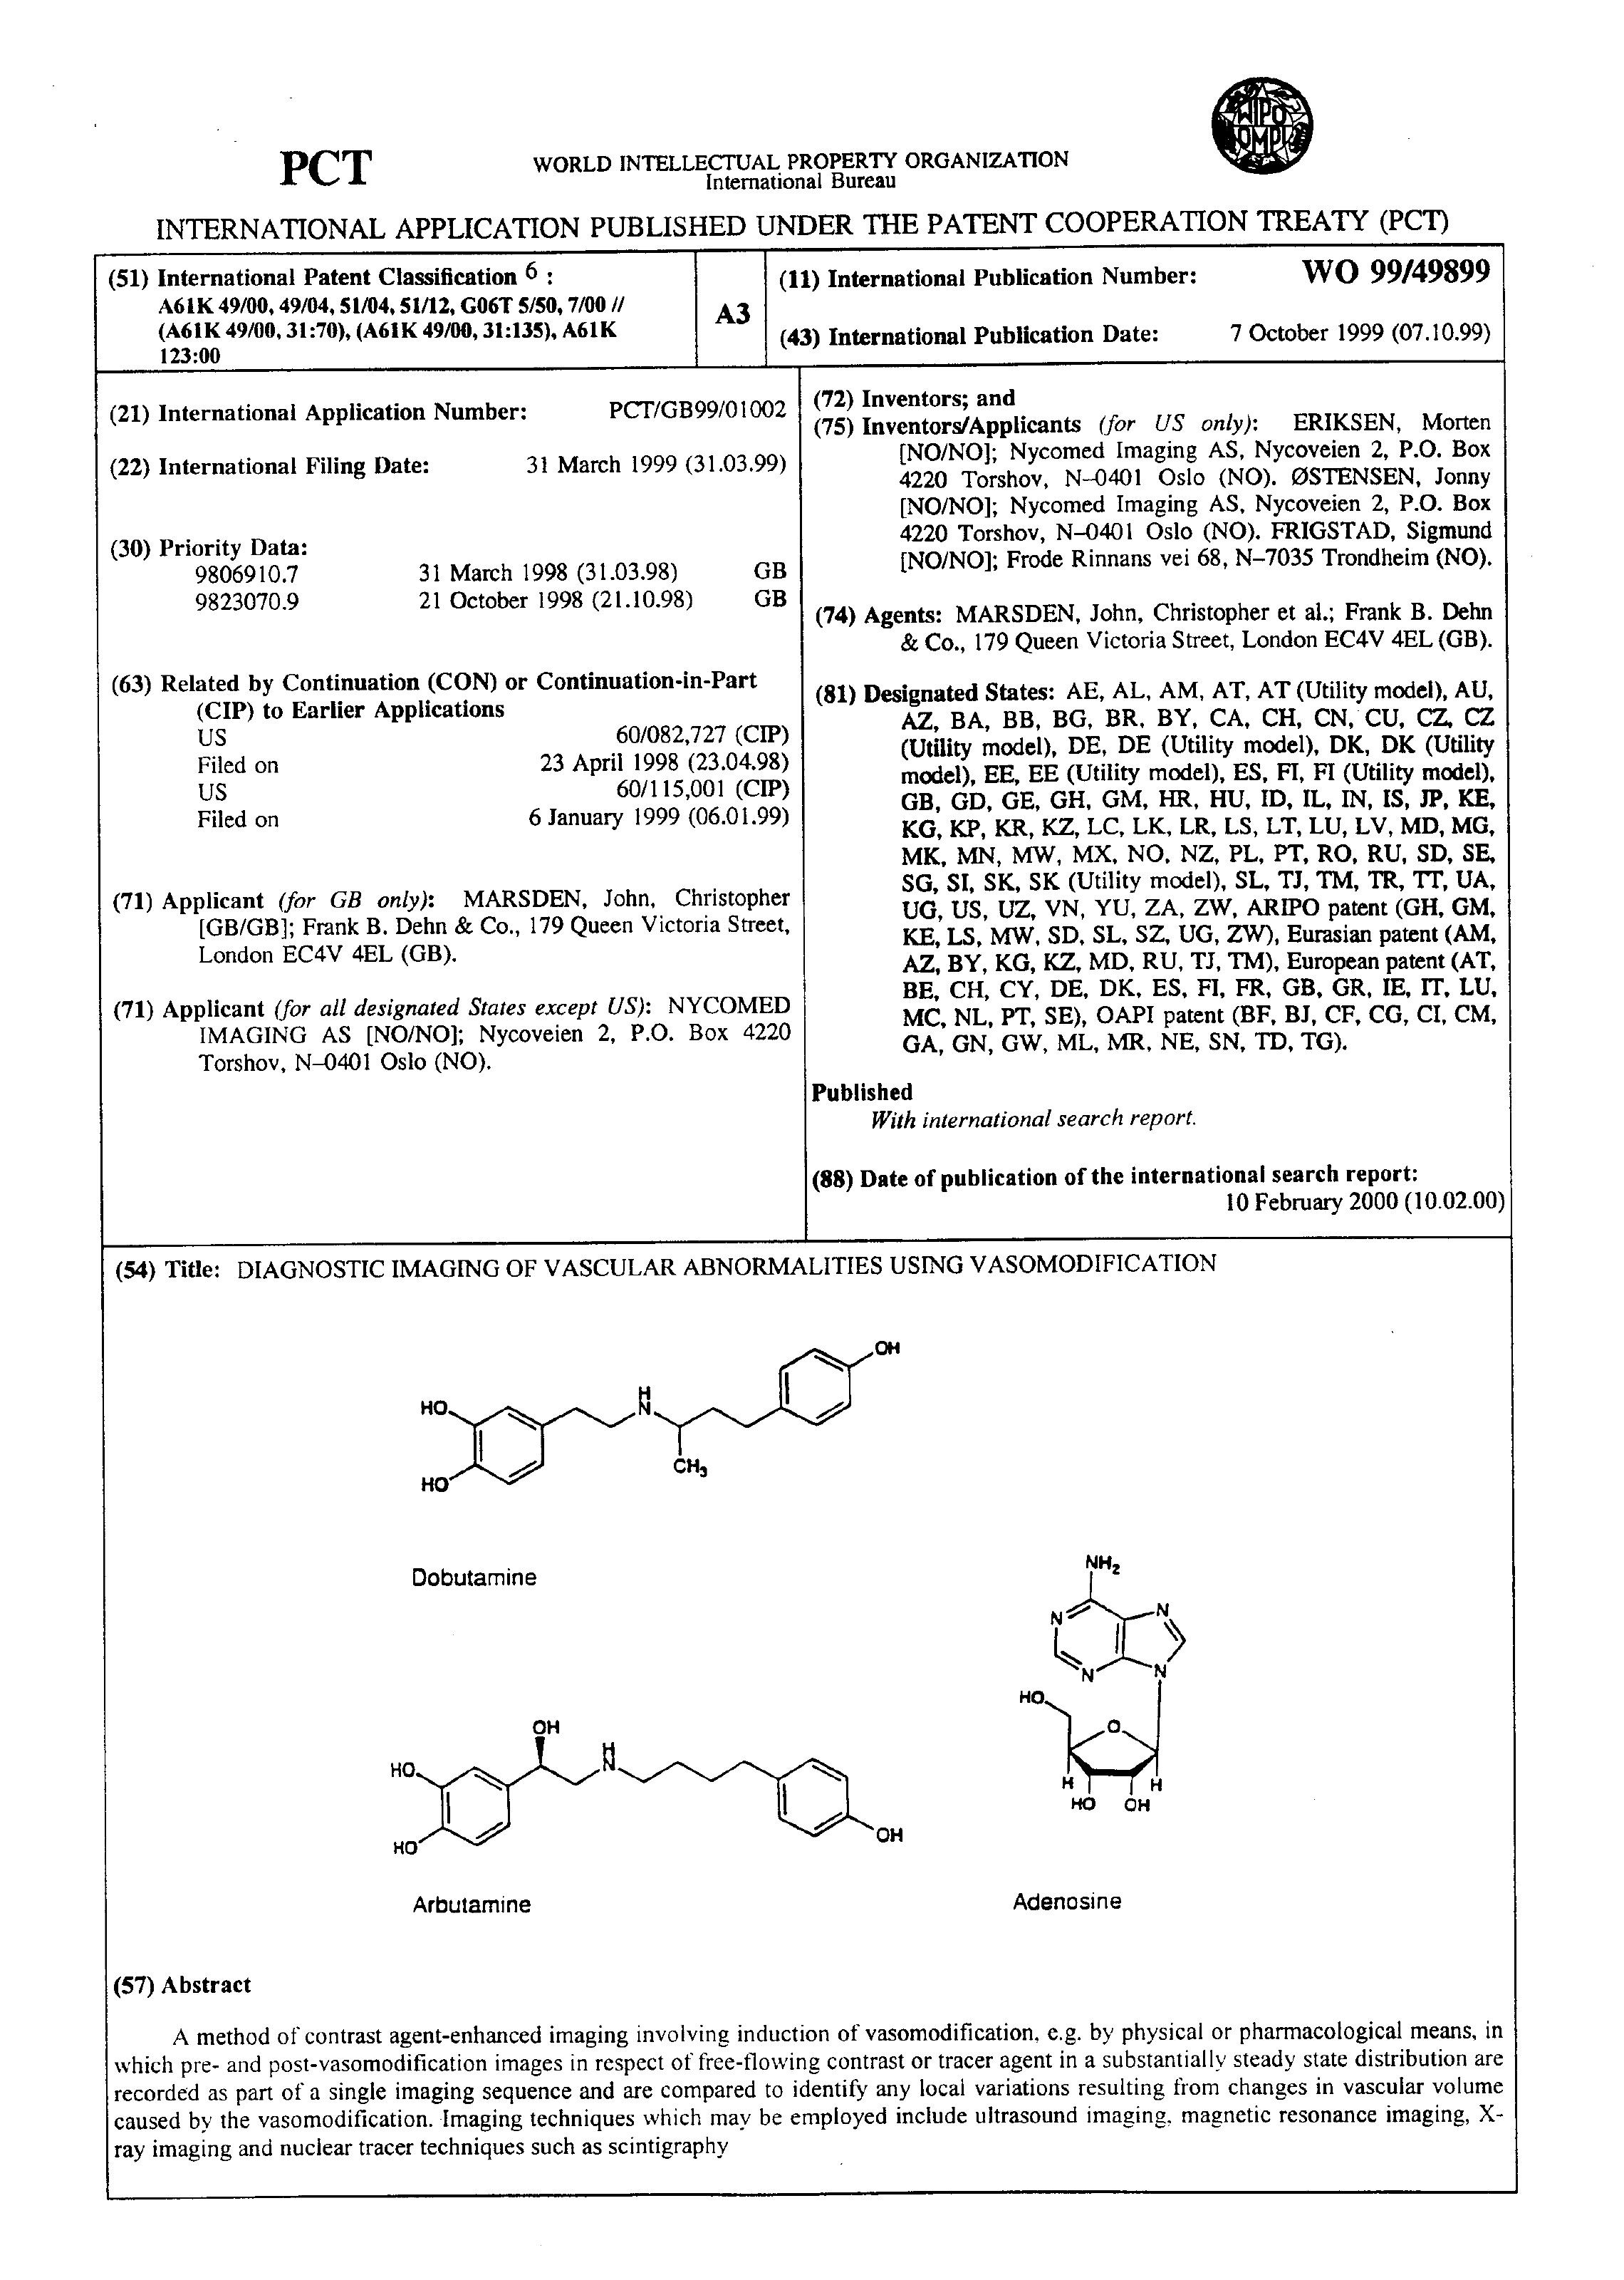 WIPO
OMPI
PCT
WORLD INTELLECTUAL PROPERTY ORGANIZATION
International Bureau
INTERNATIONAL APPLICATION PUBLISHED UNDER THE PATENT COOPERATION TREATY (PCT)
(51) International Patent Classification 6 :
A61K 49/00, 49/04, 51/04, 51/12, G06T 5/50, 7/00 //
(A61K 49/00, 31:70), (A61K 49/00, 31:135), A61K
123:00
A3
(11) International Publication Number: WO 99/49899
(43) International Publication Date: 7 October 1999 (07.10.99)
(21) International Application Number: PCT/GB99/01002
(22) International Filing Date: 31 March 1999 (31.03.99)
(30) Priority Data:
9806910.7 31 March 1998 (31.03.98) GB
9823070.9 21 October 1998 (21.10.98) GB
(63) Related by Continuation (CON) or Continuation-in-Part
(CIP) to Earlier Applications
US 60/082,727 (CIP)
Filed on 23 April 1998 (23.04.98)
US 60/115,001 (CIP)
Filed on 6 January 1999 (06.01.99)
(71) Applicant (for GB only): MARSDEN, John, Christopher
[GB/GB]; Frank B. Dehn & Co., 179 Queen Victoria Street,
London EC4V 4EL (GB).
(71) Applicant (for all designated States except US): NYCOMED
IMAGING AS [NO/NO]; Nycoveien 2, P.O. Box 4220
Torshov, N–0401 Oslo (NO).
(72) Inventors; and
(75) Inventors/Applicants (for US only): ERIKSEN, Morten
[NO/NO]; Nycomed Imaging AS, Nycoveien 2, P.O. Box
4220 Torshov, N–0401 Oslo (NO). ØSTENSEN, Jonny
[NO/NO]; Nycomed Imaging AS, Nycoveien 2, P.O. Box
4220 Torshov, N–0401 Oslo (NO). FRIGSTAD, Sigmund
[NO/NO]; Frode Rinnans vei 68, N–7035 Trondheim (NO).
(74) Agents: MARSDEN, John, Christopher et al.; Frank B. Dehn
& Co., 179 Queen Victoria Street, London EC4V 4EL (GB).
(81) Designated States: AE, AL, AM, AT, AT (Utility model), AU,
AZ, BA, BB, BG, BR, BY, CA, CH, CN, CU, CZ, CZ
(Utility model), DE, DE (Utility model), DK, DK (Utility
model), EE, EE (Utility model), ES, FI, FI (Utility model),
GB, GD, GE, GH, GM, HR, HU, ID, IL, IN, IS, JP, KE,
KG, KP, KR, KZ, LC, LK, LR, LS, LT, LU, LV, MD, MG,
MK, MN, MW, MX, NO, NZ, PL, PT, RO, RU, SD, SE,
SG, SI, SK, SK (Utility model), SL, TJ, TM, TR, TT, UA,
UG, US, UZ, VN, YU, ZA, ZW, ARIPO patent (GH, GM,
KE, LS, MW, SD, SL, SZ, UG, ZW), Eurasian patent (AM,
AZ, BY, KG, KZ, MD, RU, TJ, TM), European patent (AT,
BE, CH, CY, DE, DK, ES, FI, FR, GB, GR, IE, IT, LU,
MC, NL, PT, SE), OAPI patent (BF, BJ, CF, CG, CI, CM,
GA, GN, GW, ML, MR, NE, SN, TD, TG).
Published
With international search report.
(88) Date of publication of the international search report:
10 February 2000 (10.02.00)
(54) Title: DIAGNOSTIC IMAGING OF VASCULAR ABNORMALITIES USING VASOMODIFICATION
OH
H
N
HO
CH3
HO
Dobutamine
NH2
N
N
N
N
HO
O
H
H
HO OH
Adenosine
OH
H
N
HO
HO
OH
Arbutamine
(57) Abstract
A method of contrast agent-enhanced imaging involving induction of vasomodification, e.g. by physical or pharmacological means, in
which pre- and post-vasomodification images in respect of free-flowing contrast or tracer agent in a substantially steady state distribution are
recorded as part of a single imaging sequence and are compared to identify any local variations resulting from changes in vascular volume
caused by the vasomodification. Imaging techniques which may be employed include ultrasound imaging, magnetic resonance imaging, X-
ray imaging and nuclear tracer techniques such as scintigraphy